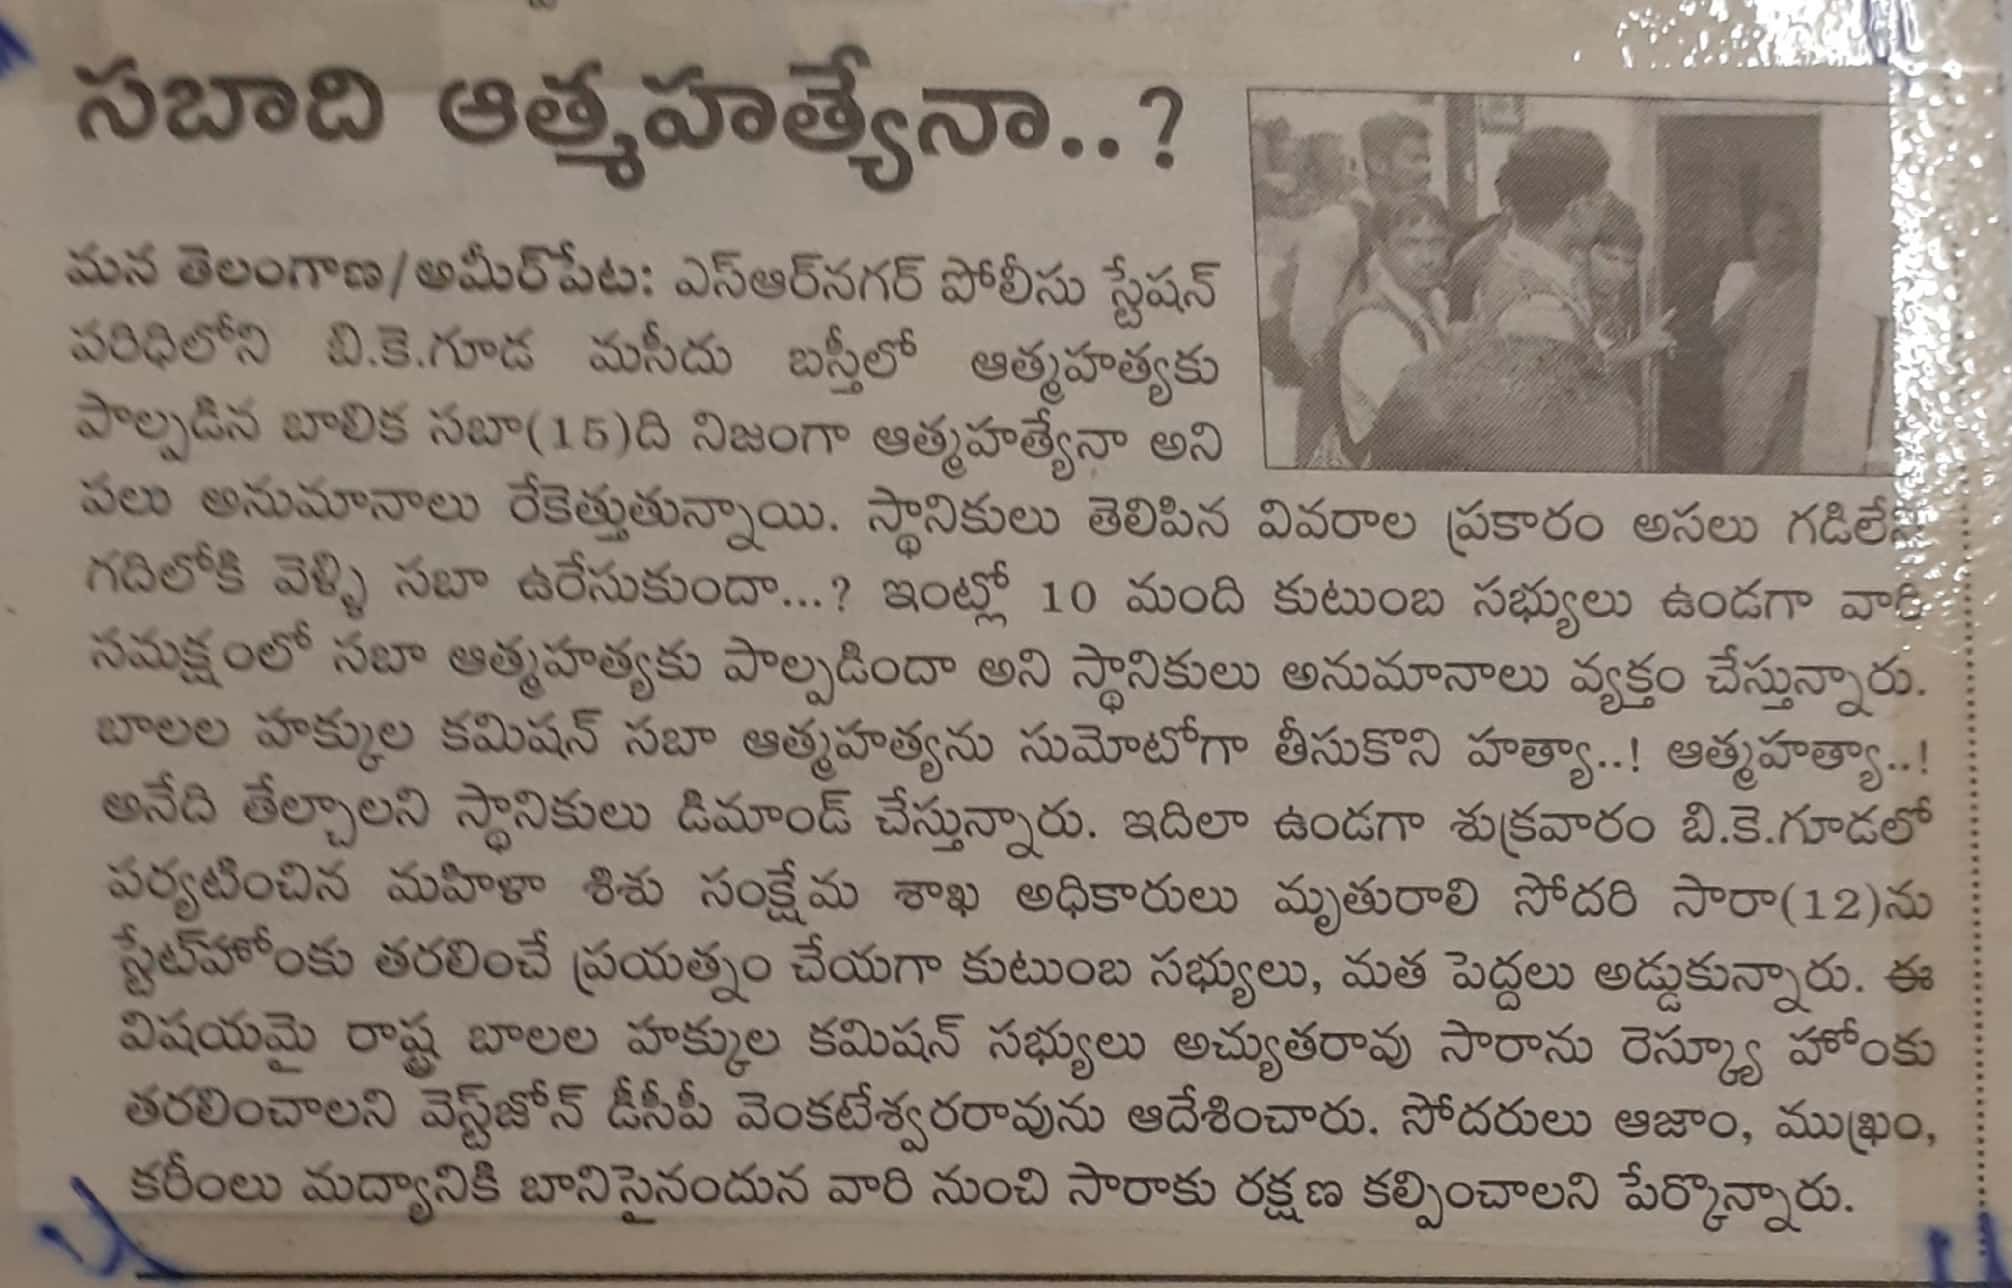 సబాది ఆత్మహత్యేనా..?
మన తెలంగాణ/అమీర్‌పేట: ఎస్ఆర్‌నగర్ పోలీసు స్టేషన్
పరిధిలోని బి.కె.గూడ మసీదు బస్తీలో ఆత్మహత్యకు
పాల్పడిన బాలిక సబా(15)ది నిజంగా ఆత్మహత్యేనా అని
పలు అనుమానాలు రేకెత్తుతున్నాయి. స్థానికులు తెలిపిన వివరాల ప్రకారం అసలు గడిలేని
గదిలోకి వెళ్ళి సబా ఉరేసుకుందా...? ఇంట్లో 10 మంది కుటుంబ సభ్యులు ఉండగా వారి
సమక్షంలో సబా ఆత్మహత్యకు పాల్పడిందా అని స్థానికులు అనుమానాలు వ్యక్తం చేస్తున్నారు.
బాలల హక్కుల కమిషన్ సబా ఆత్మహత్యను సుమోటోగా తీసుకొని హత్యా..! ఆత్మహత్యా..!
అనేది తేల్చాలని స్థానికులు డిమాండ్ చేస్తున్నారు. ఇదిలా ఉండగా శుక్రవారం బి.కె.గూడలో
పర్యటించిన మహిళా శిశు సంక్షేమ శాఖ అధికారులు మృతురాలి సోదరి సారా(12)ను
స్టేట్‌హోంకు తరలించే ప్రయత్నం చేయగా కుటుంబ సభ్యులు, మత పెద్దలు అడ్డుకున్నారు. ఈ
విషయమై రాష్ట్ర బాలల హక్కుల కమిషన్ సభ్యులు అచ్యుతరావు సారాను రెస్క్యూ హోంకు
తరలించాలని వెస్ట్‌జోన్ డీసీపీ వెంకటేశ్వరరావును ఆదేశించారు. సోదరులు ఆజాం, ముఖ్రం,
కరీంలు మద్యానికి బానిసైనందున వారి నుంచి సారాకు రక్షణ కల్పించాలని పేర్కొన్నారు.